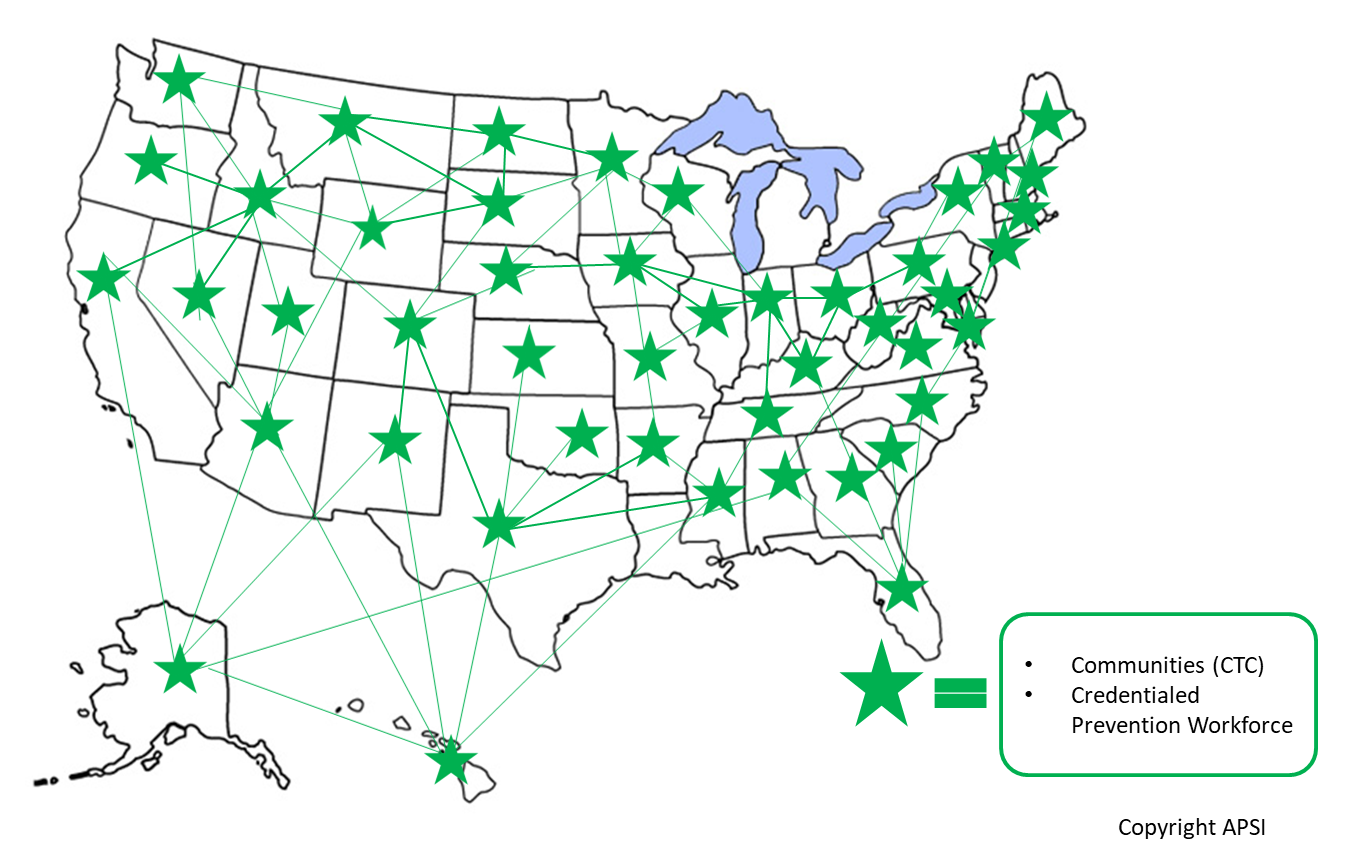 • Communities (CTC)
• Credentialed
Prevention Workforce
Copyright APSI